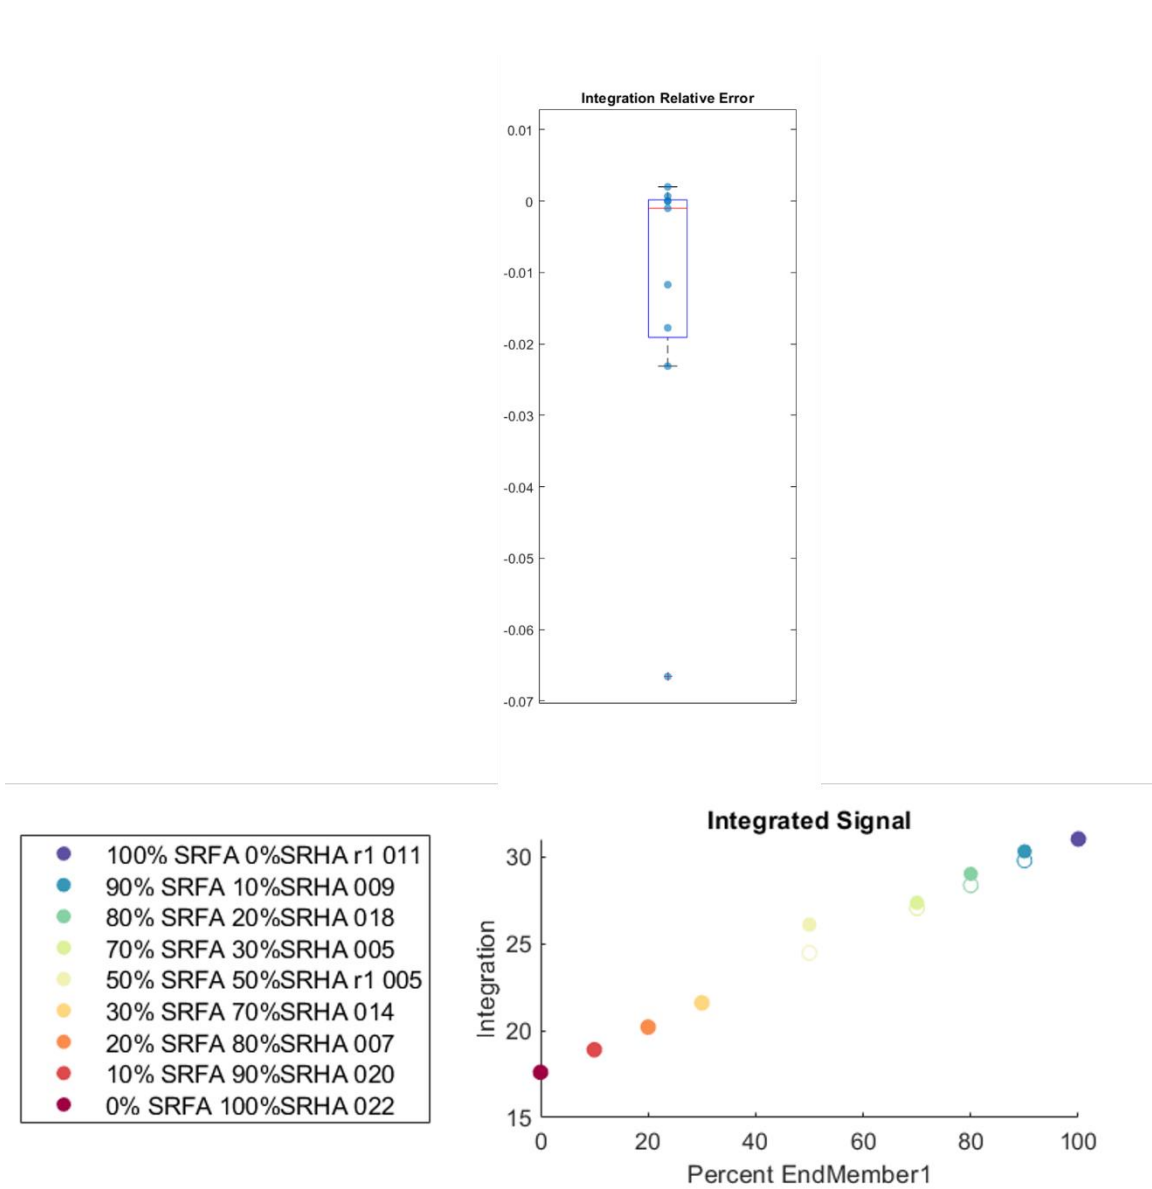 Integration Relative Error
0.01
0
-0.01
-0.02
-0.03
-0.04
-0.05
-0.06
-0.07
100% SRFA 0%SRHA r1 011
90% SRFA 10%SRHA 009
80% SRFA 20%SRHA 018
70% SRFA 30%SRHA 005
50% SRFA 50%SRHA r1 005
30% SRFA 70%SRHA 014
20% SRFA 80%SRHA 007
10% SRFA 90%SRHA 020
0% SRFA 100%SRHA 022
Integrated Signal
Integration
30
25
20
15
0 20 40 60 80 100
Percent EndMember1